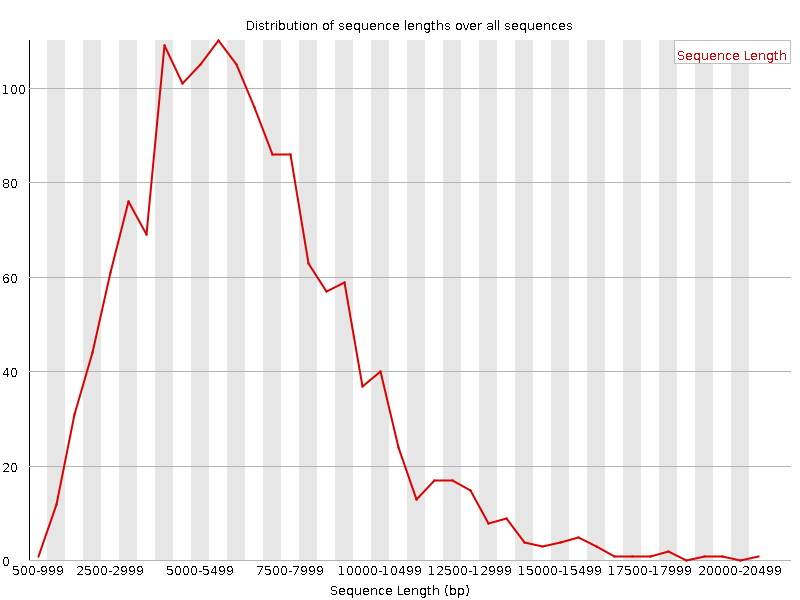 Distribution of sequence lengths over all sequences
Sequence Length
100
80
60
40
20
0
500-999 2500-2999 5000-5499 7500-7999 10000-10499 12500-12999 15000-15499 17500-17999 20000-20499
Sequence Length (bp)